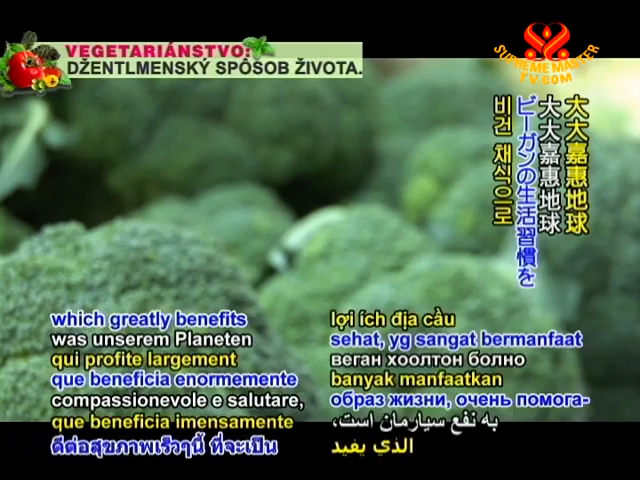 VEGETARIÁNSTVO:
DŽENTLMENSKÝ SPÔSOB ŽIVOTA.
SUPREME MASTER
TV.COM
大大嘉惠地球
大大嘉惠地球
ビーガンの生活習慣を
비건 채식으로
which greatly benefits
was unserem Planeten
qui profite largement
que beneficia enormemente
compassionevole e salutare,
que beneficia imensamente
ดีต่อสุขภาพเร็วๆนี้ ที่จะเป็น
lợi ích địa cầu
sehat, yg sangat bermanfaat
веган хоолтон болно
banyak manfaatkan
образ жизни, очень помога-
به نفع سیارمان است،
الذي يفيد